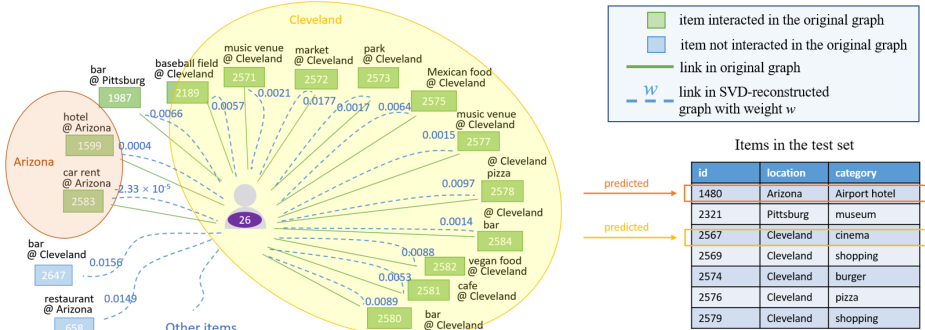 Cleveland
music venue
@ Cleveland
2571
-0.0021
market
@ Cleveland
2572
0.0177
park
@ Cleveland
2573
0.0017
baseball field
@ Cleveland
2189
0.0057
bar
@ Pittsburg
1987
0.0066
Mexican food
@ Cleveland
2575
0.0064
music venue
@ Cleveland
2577
0.0015
hotel
@ Arizona
1599
0.0004
Arizona
car rent
@ Arizona
2583
-2.33 × 10⁻⁵
26
@ Cleveland
pizza
2578
0.0097
@ Cleveland
bar
2584
0.0014
vegan food
@ Cleveland
2582
0.0088
cafe
@ Cleveland
2581
0.0053
bar
@ Cleveland
2580
0.0089
bar
@ Cleveland
2647
0.0156
restaurant
@ Arizona
658
0.0149
Other items
item interacted in the original graph
item not interacted in the original graph
link in original graph
w link in SVD-reconstructed
graph with weight w
Items in the test set
id location category
predicted 1480 Arizona Airport hotel
2321 Pittsburg museum
predicted 2567 Cleveland cinema
2569 Cleveland shopping
2574 Cleveland burger
2576 Cleveland pizza
2579 Cleveland shopping